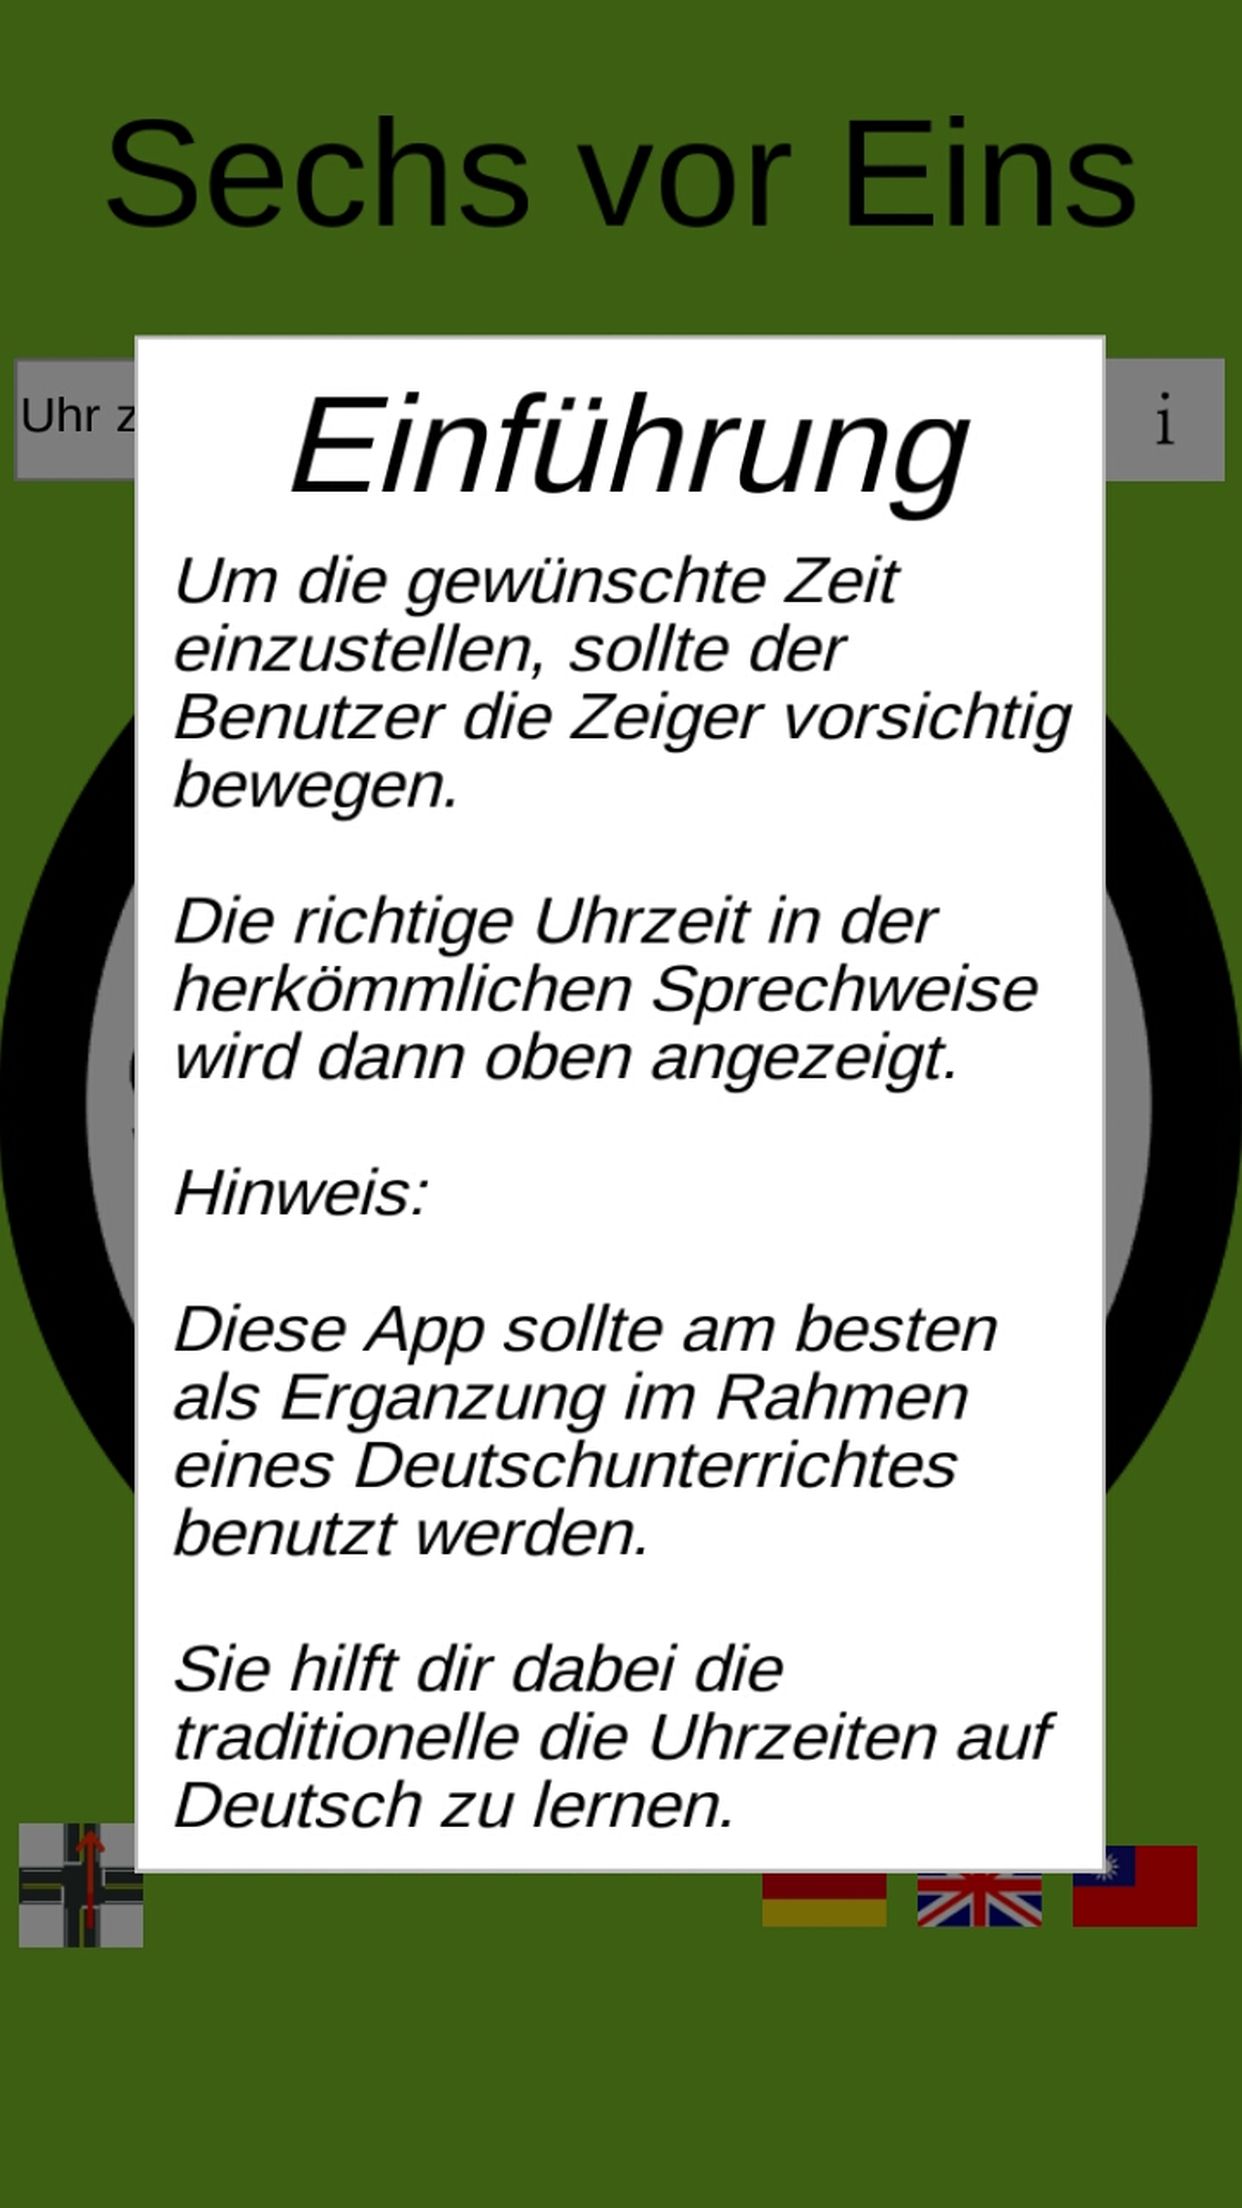 Sechs vor Eins
Uhr
i
Einführung
Um die gewünschte Zeit
einzustellen, sollte der
Benutzer die Zeiger vorsichtig
bewegen.
Die richtige Uhrzeit in der
herkömmlichen Sprechweise
wird dann oben angezeigt.
Hinweis:
Diese App sollte am besten
als Erganzung im Rahmen
eines Deutschunterrichtes
benutzt werden.
Sie hilft dir dabei die
traditionelle die Uhrzeiten auf
Deutsch zu lernen.